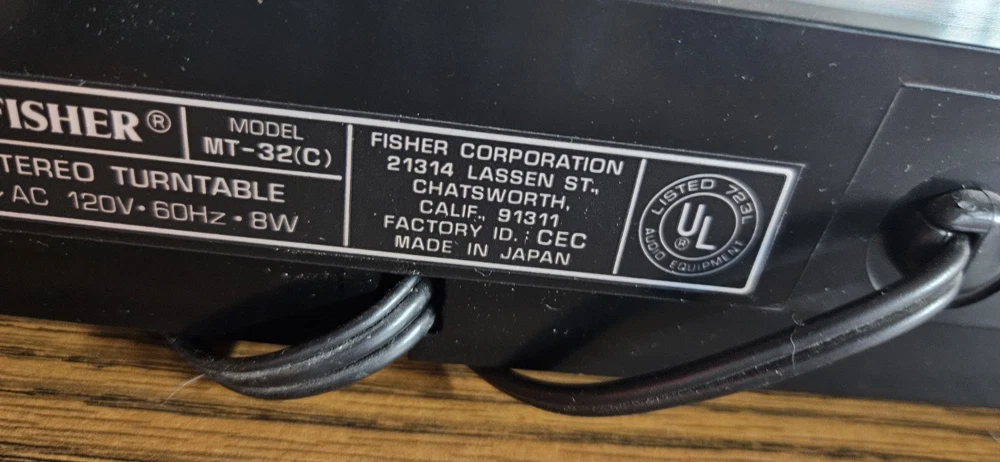 FISHER®
MODEL
MT-32(C)
STEREO TURNTABLE
AC 120V·60Hz·8W
FISHER CORPORATION
21314 LASSEN ST.,
CHATSWORTH,
CALIF., 91311
FACTORY ID.: CEC
MADE IN JAPAN
LISTED 723L
UL®
AUDIO EQUIPMENT